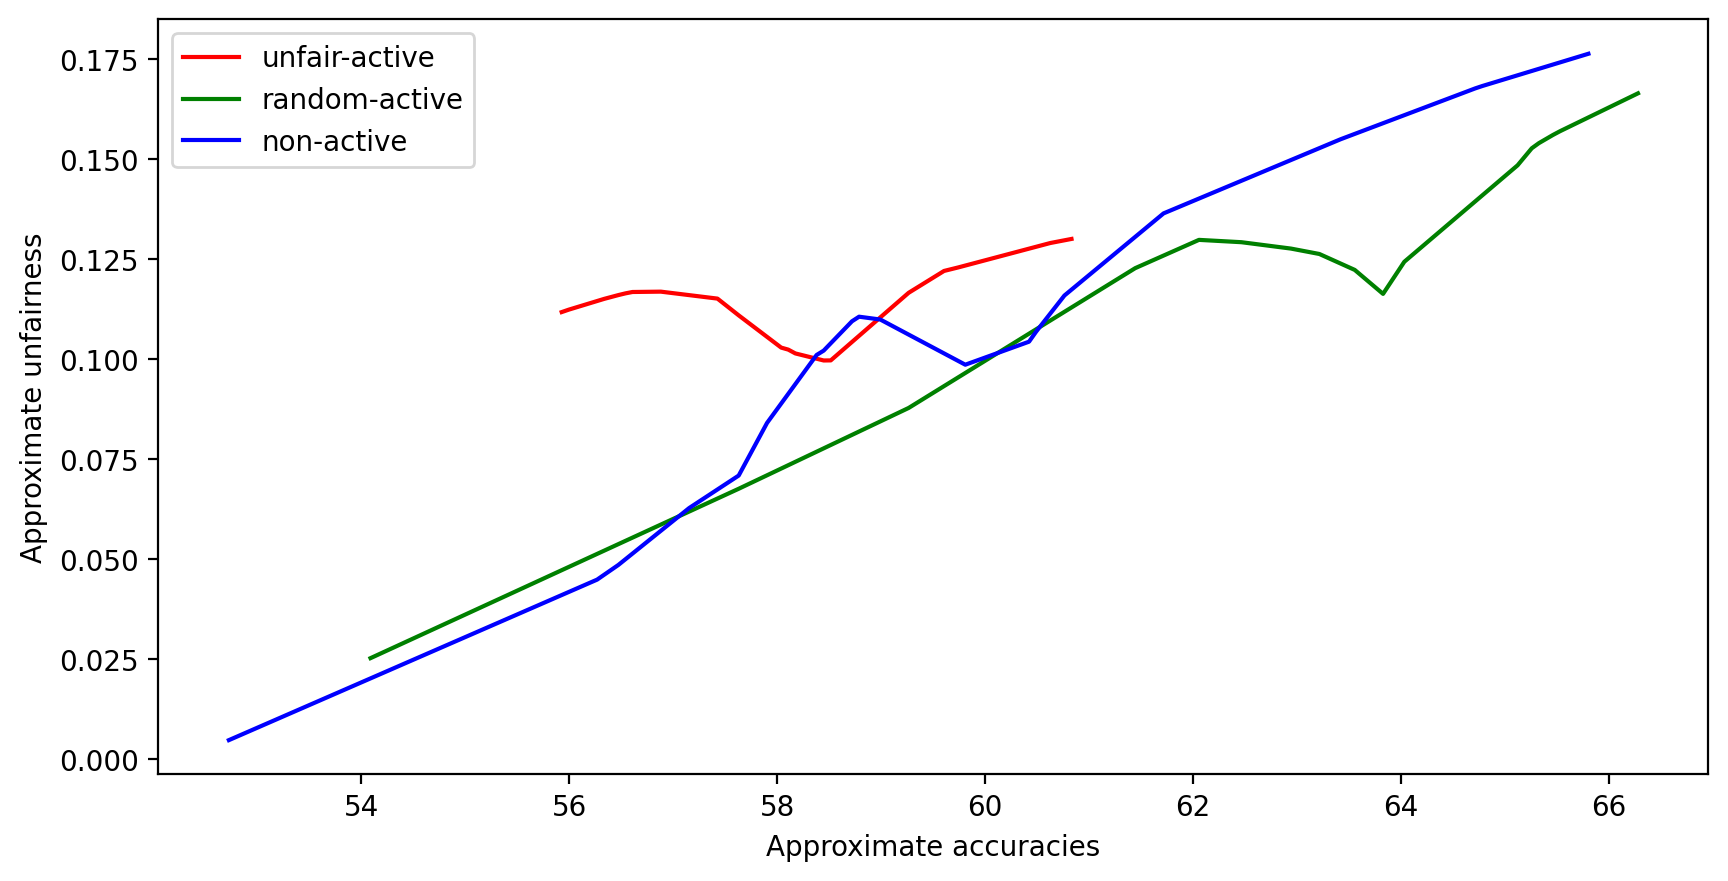 unfair-active
random-active
non-active
Approximate unfairness
0.175
0.150
0.125
0.100
0.075
0.050
0.025
0.000
54 56 58 60 62 64 66
Approximate accuracies